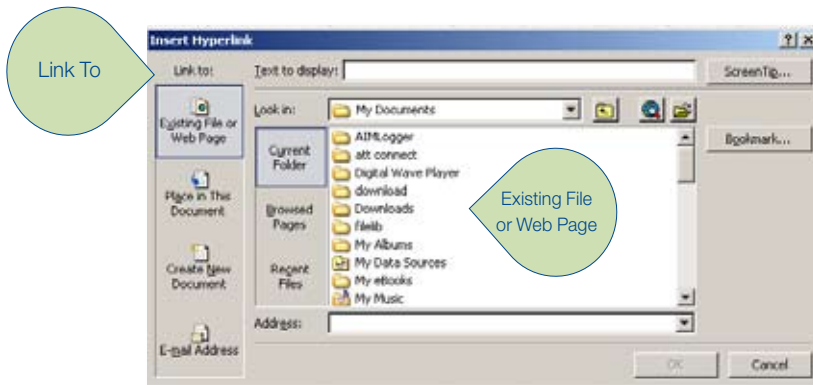 Insert Hyperlink
Link To
Link to:
Text to display:
ScreenTip...
Existing File or
Web Page
Place in This
Document
Create New
Document
E-mail Address
Look in:
My Documents
Current
Folder
Browsed
Pages
Recent
Files
AIMLogger
att connect
Digital Wave Player
download
Downloads
filelib
My Albums
My Data Sources
My eBooks
My Music
Existing File
or Web Page
Bookmark...
Address:
OK
Cancel